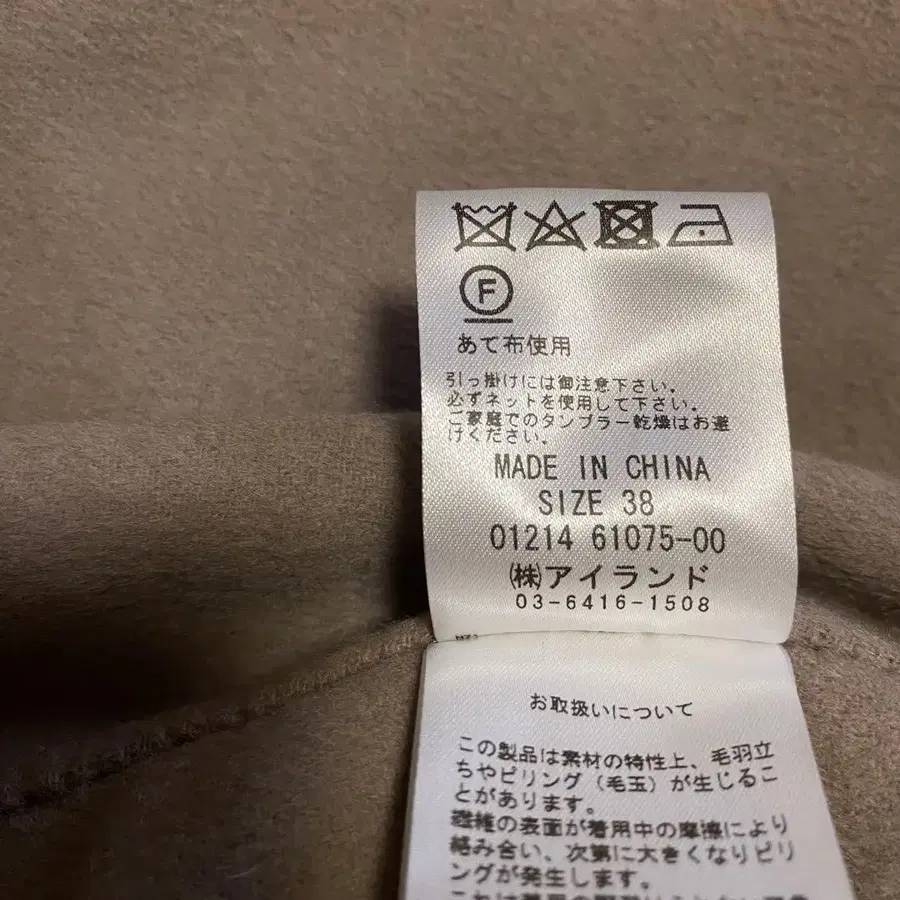 F
あて布使用
引っ掛けには御注意下さい。
必ずネットを使用して下さい。
ご家庭でのタンブラー乾燥はお避
けください。
MADE IN CHINA
SIZE 38
01214 61075-00
㈱アイランド
03-6416-1508
お取扱いについて
この製品は素材の特性上、毛羽立
ちやピリング(毛玉)が生じるこ
とがあります。
繊維の表面が着用中の摩擦により
絡み合い、次第に大きくなりピリ
ングが発生します。